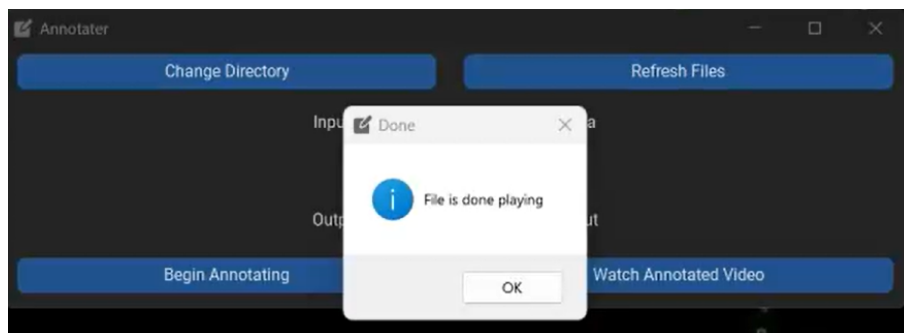 Annotater
Change Directory
Refresh Files
Done
File is done playing
Begin Annotating
OK
Watch Annotated Video